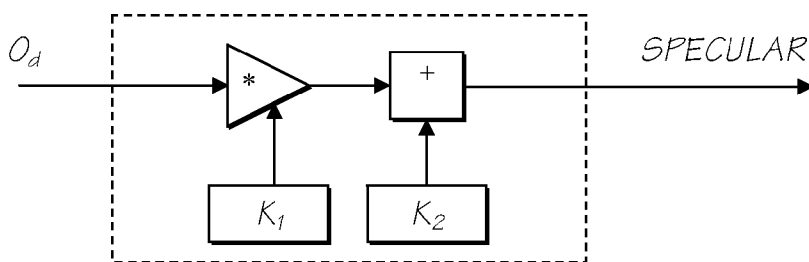 O_d
SPECULAR
*
+
K_1
K_2